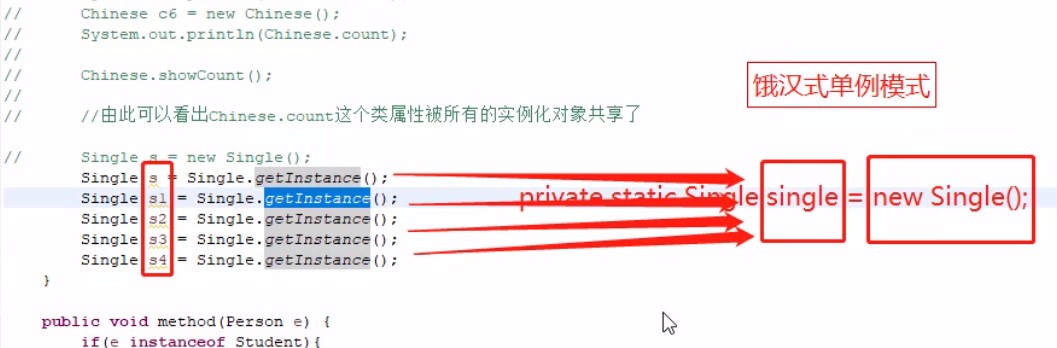 //      Chinese c6 = new Chinese();
//      System.out.println(Chinese.count);
//
//      Chinese.showCount();
//
//      //由此可以看出Chinese.count这个类属性被所有的实例化对象共享了
饿汉式单例模式
//      Single s = new Single();
Single s = Single.getInstance();
Single s1 = Single.getInstance();
private static Single single = new Single();
Single s2 = Single.getInstance();
Single s3 = Single.getInstance();
Single s4 = Single.getInstance();
}
public void method(Person e) {
if(e instanceof Student){